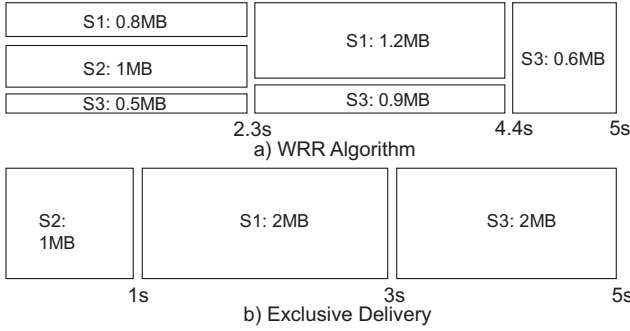 S1: 0.8MB
S2: 1MB
S3: 0.5MB
S1: 1.2MB
S3: 0.9MB
S3: 0.6MB
2.3s
4.4s
5s
a) WRR Algorithm
S2:
1MB
S1: 2MB
S3: 2MB
1s
3s
5s
b) Exclusive Delivery